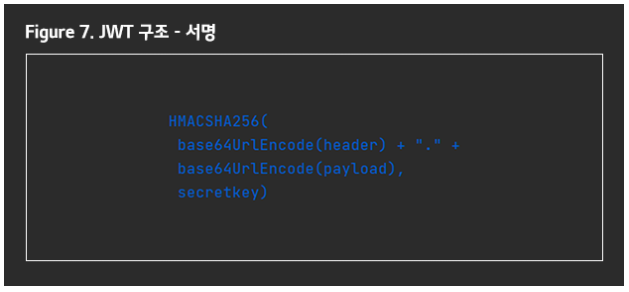 Figure 7. JWT 구조 - 서명
HMACSHA256(
base64UrlEncode(header) + "." +
base64UrlEncode(payload),
secretkey)